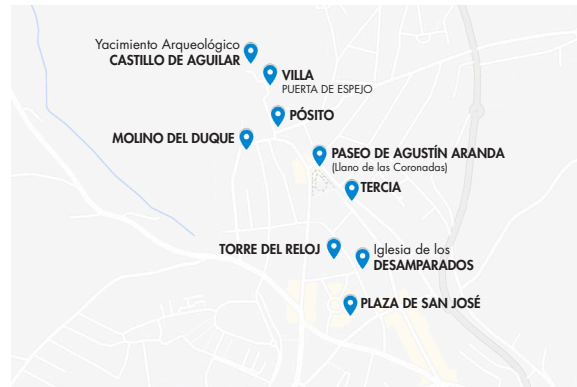 Yacimiento Arqueológico
CASTILLO DE AGUILAR
VILLA
PUERTA DE ESPEJO
PÓSITO
MOLINO DEL DUQUE
PASEO DE AGUSTÍN ARANDA
(Llano de las Coronadas)
TERCIA
TORRE DEL RELOJ
Iglesia de los
DESAMPARADOS
PLAZA DE SAN JOSÉ